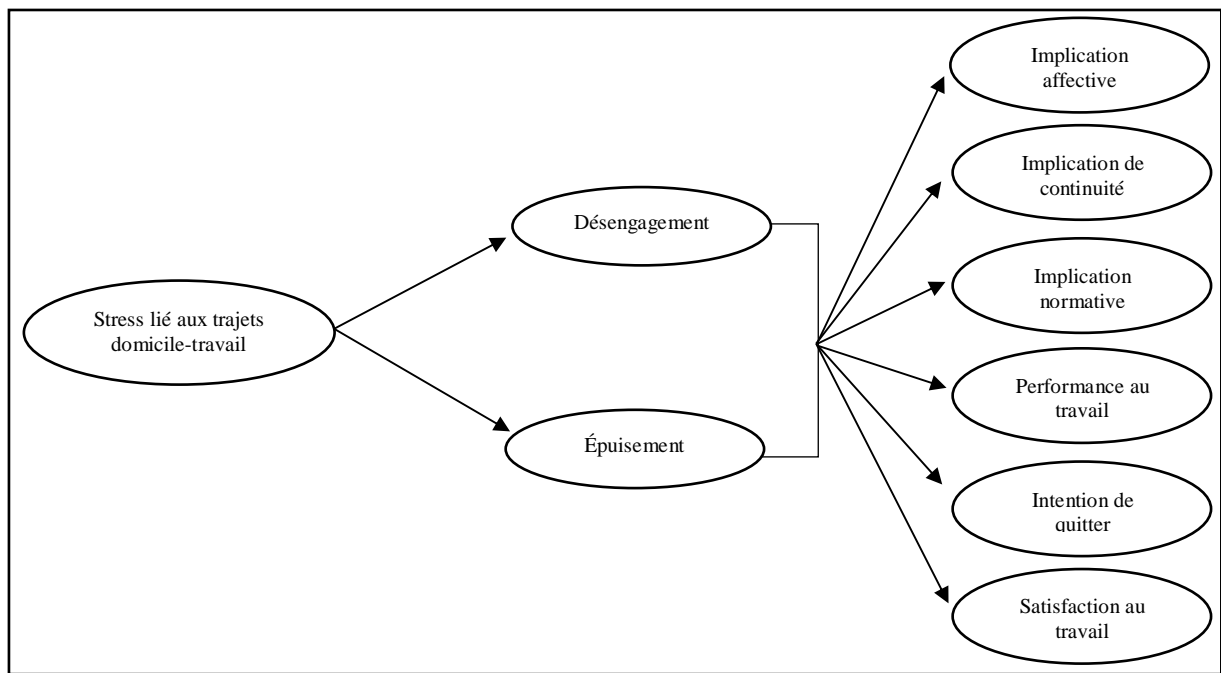 Stress lié aux trajets
domicile-travail
Désengagement
Épuisement
Implication
affective
Implication de
continuité
Implication
normative
Performance au
travail
Intention de
quitter
Satisfaction au
travail